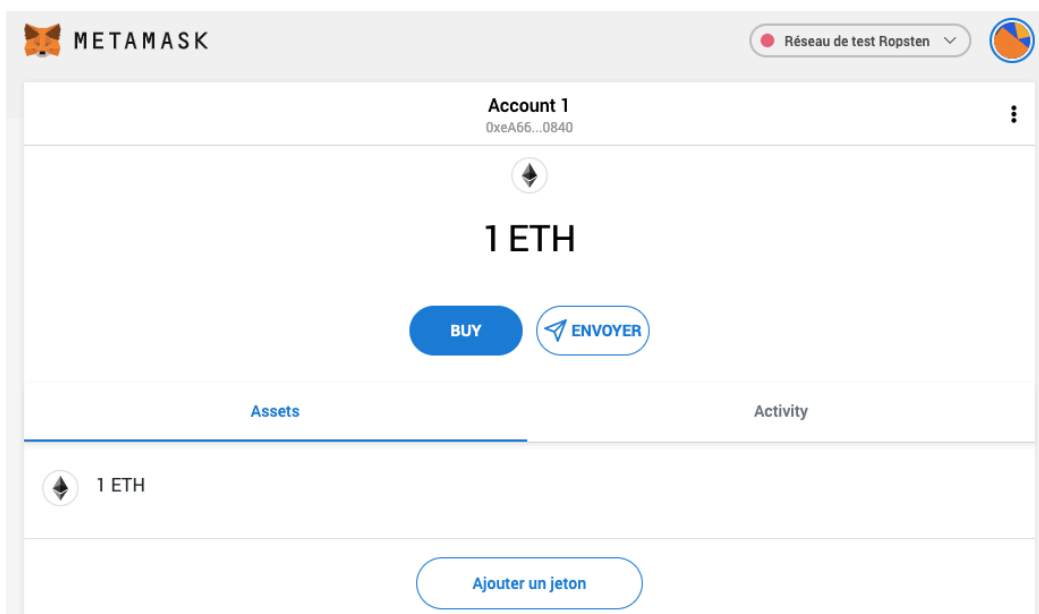 METAMASK
Réseau de test Ropsten
Account 1
0xeA66...0840
1 ETH
BUY
ENVOYER
Assets
Activity
1 ETH
Ajouter un jeton